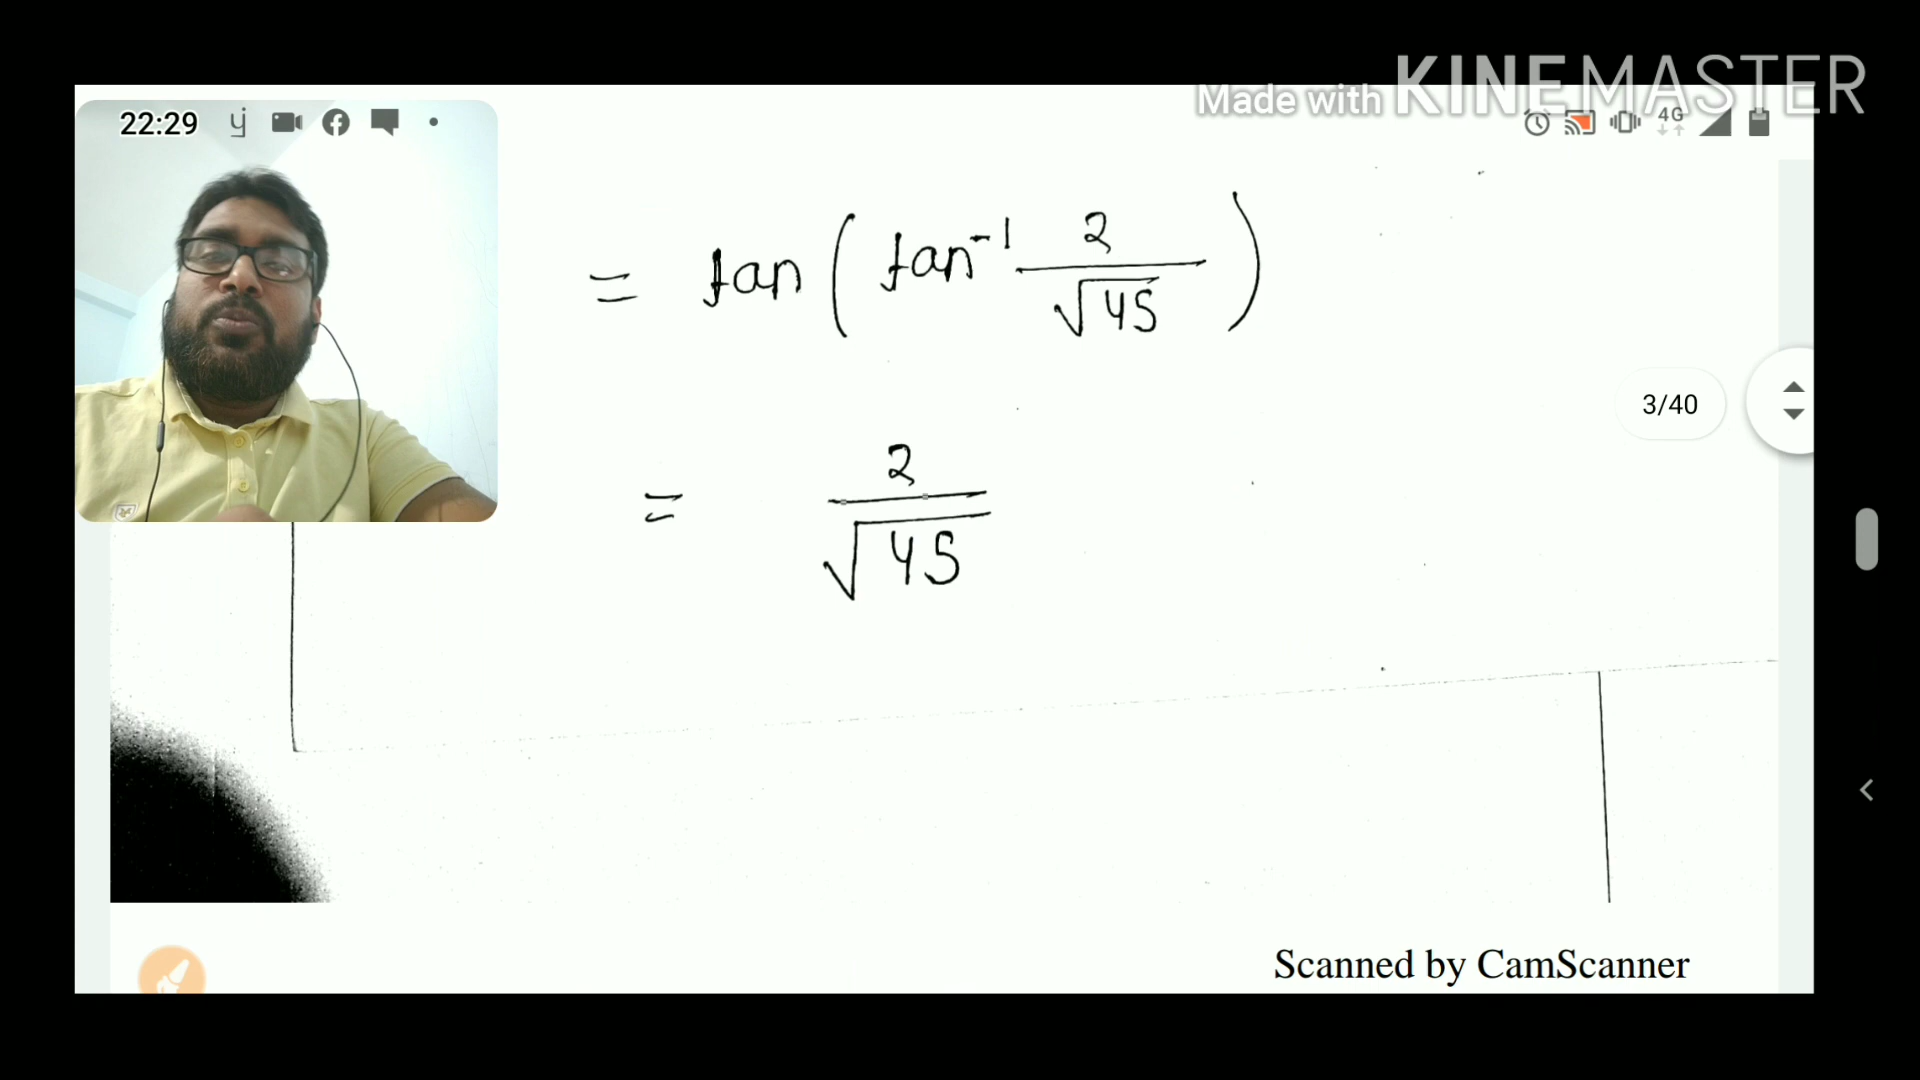 Made with KINEMASTER
22:29
4G
= tan ( tan⁻¹ 2/√45 )
3/40
= 2/√45
Scanned by CamScanner